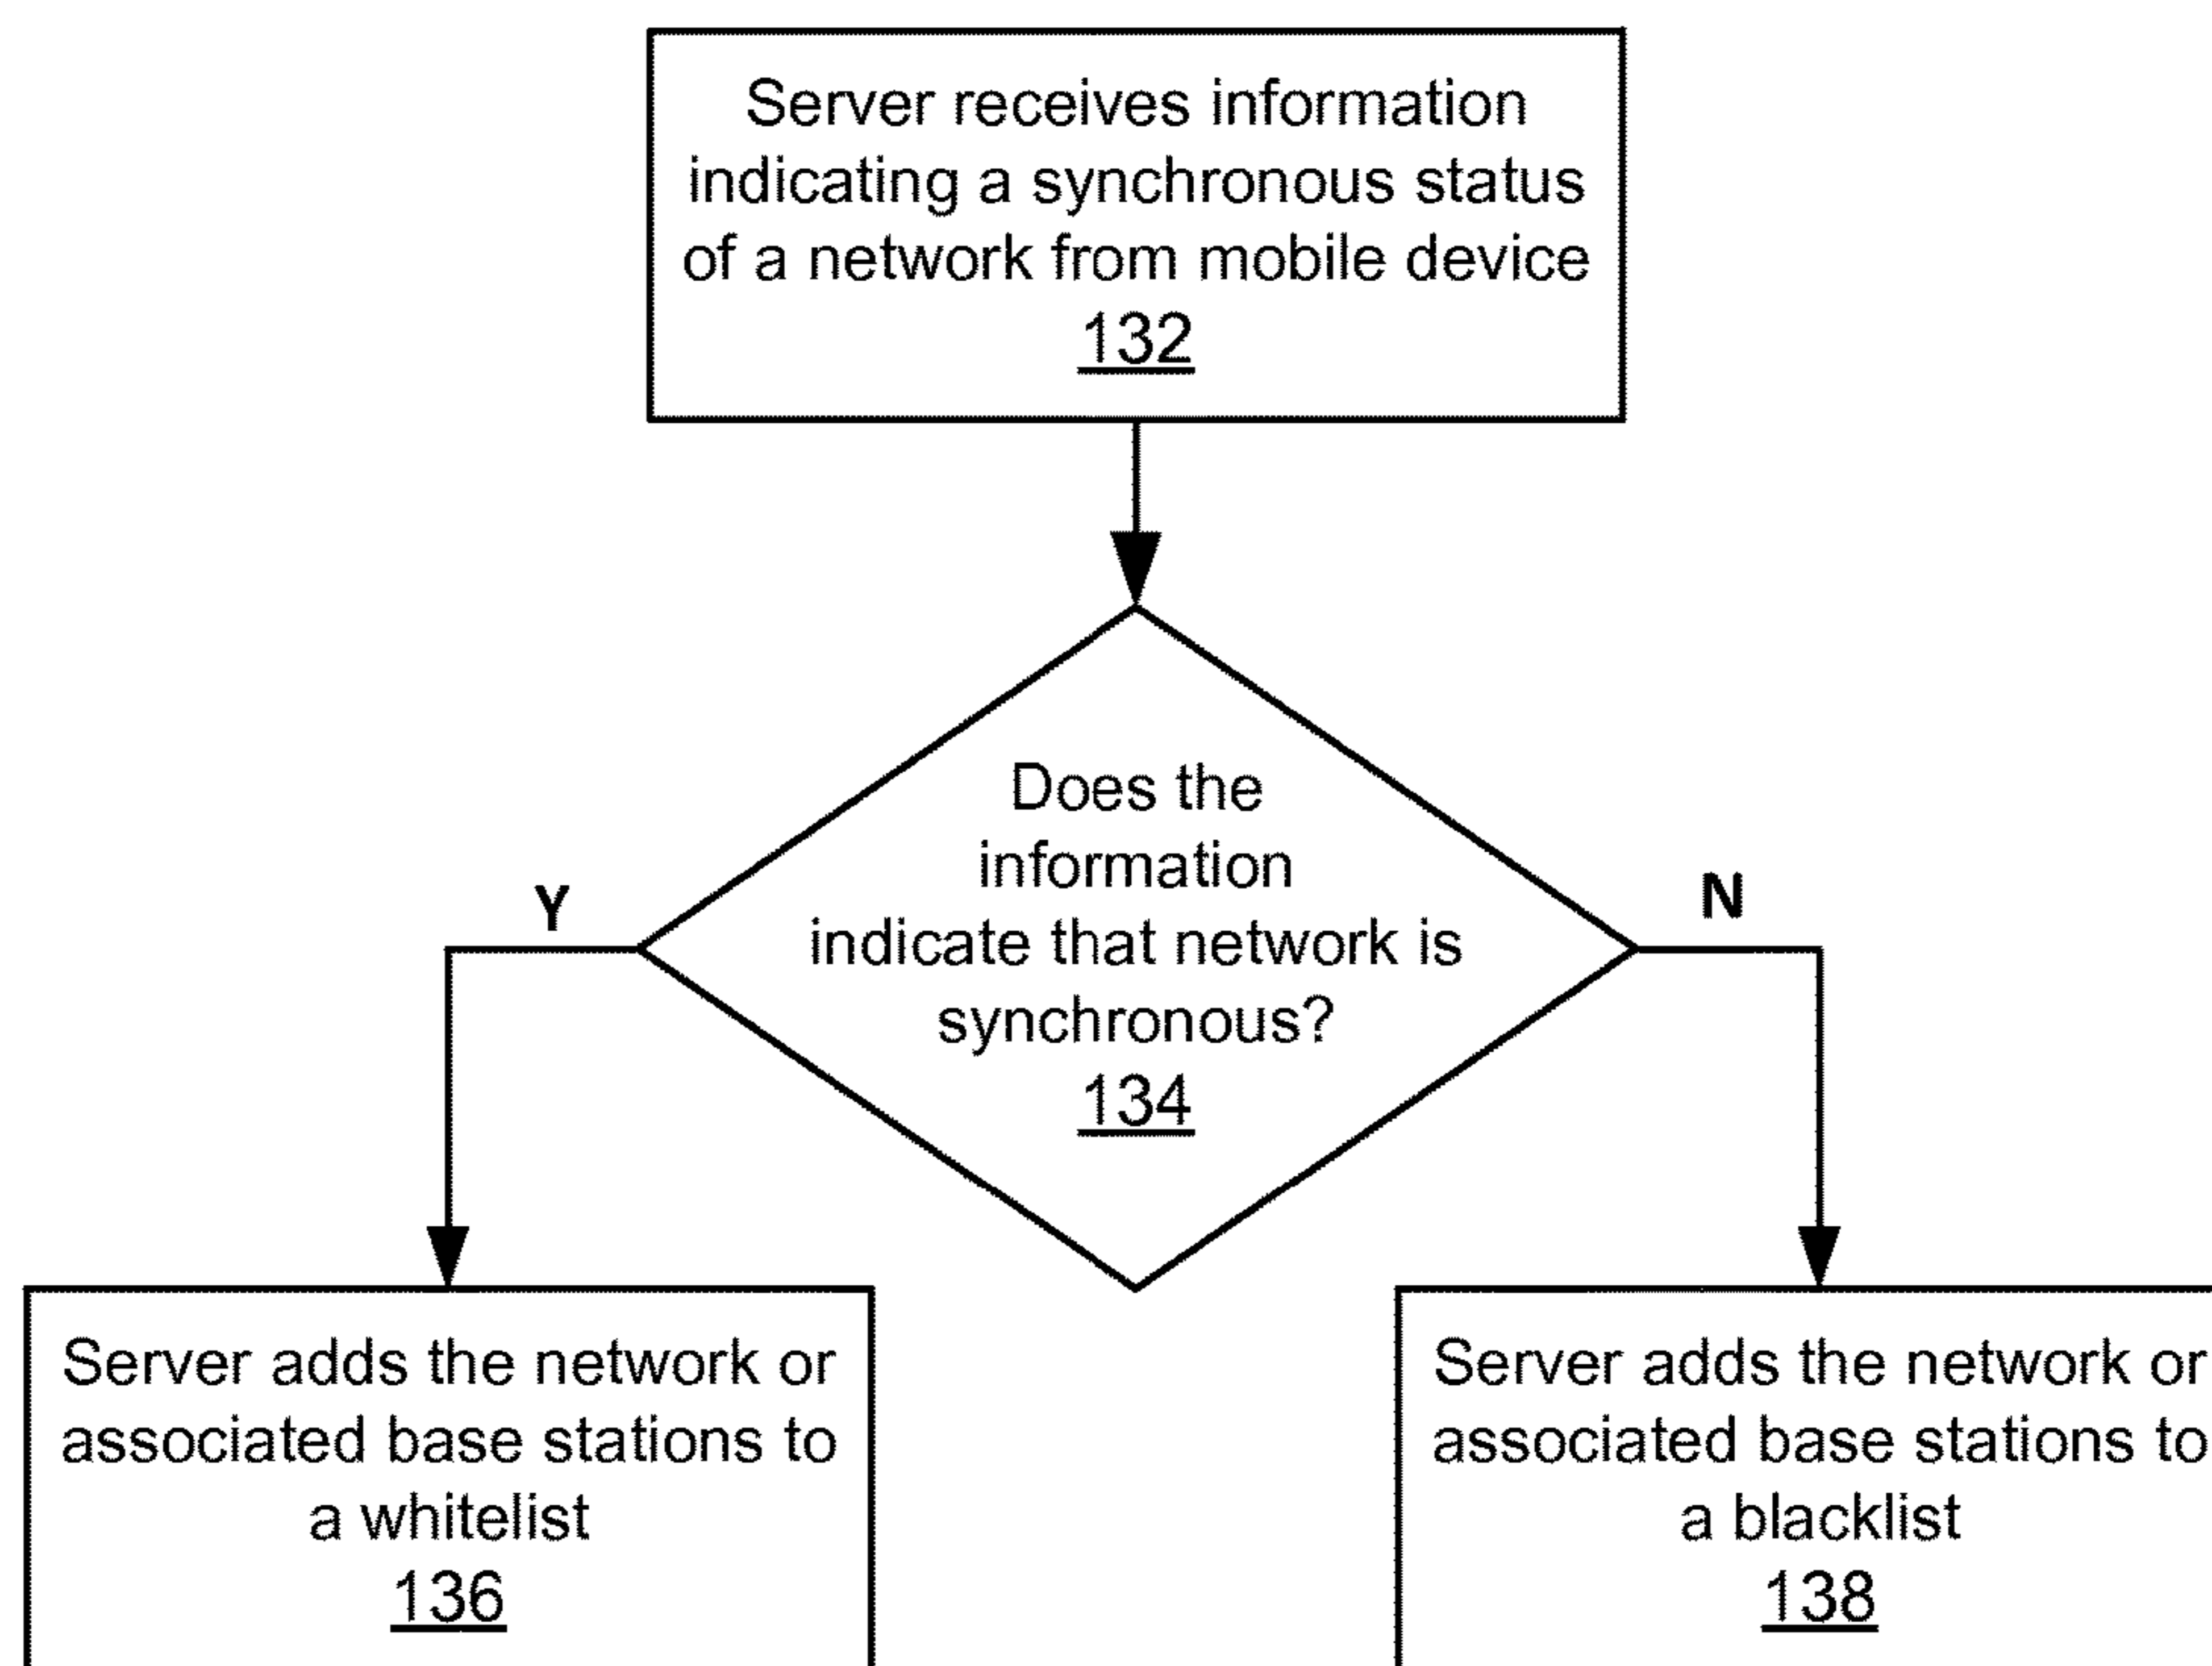 Server receives information
indicating a synchronous status
of a network from mobile device
132
Does the
information
indicate that network is
synchronous?
134
Y
N
Server adds the network or
associated base stations to
a whitelist
136
Server adds the network or
associated base stations to
a blacklist
138